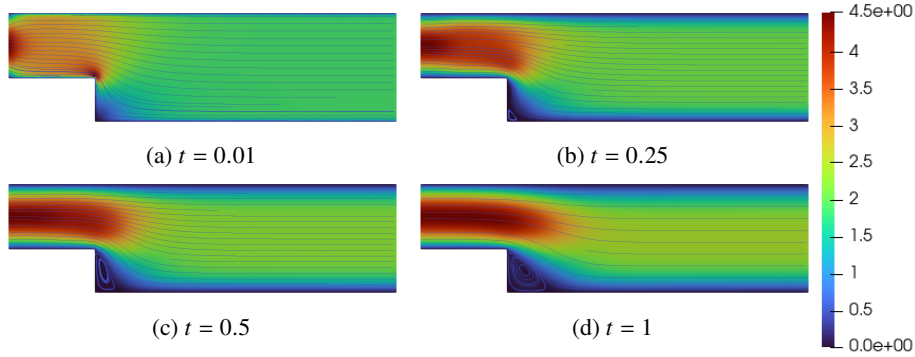 (a) t = 0.01
(b) t = 0.25
(c) t = 0.5
(d) t = 1
4.5e+00
4
3.5
3
2.5
2
1.5
1
0.5
0.0e+00